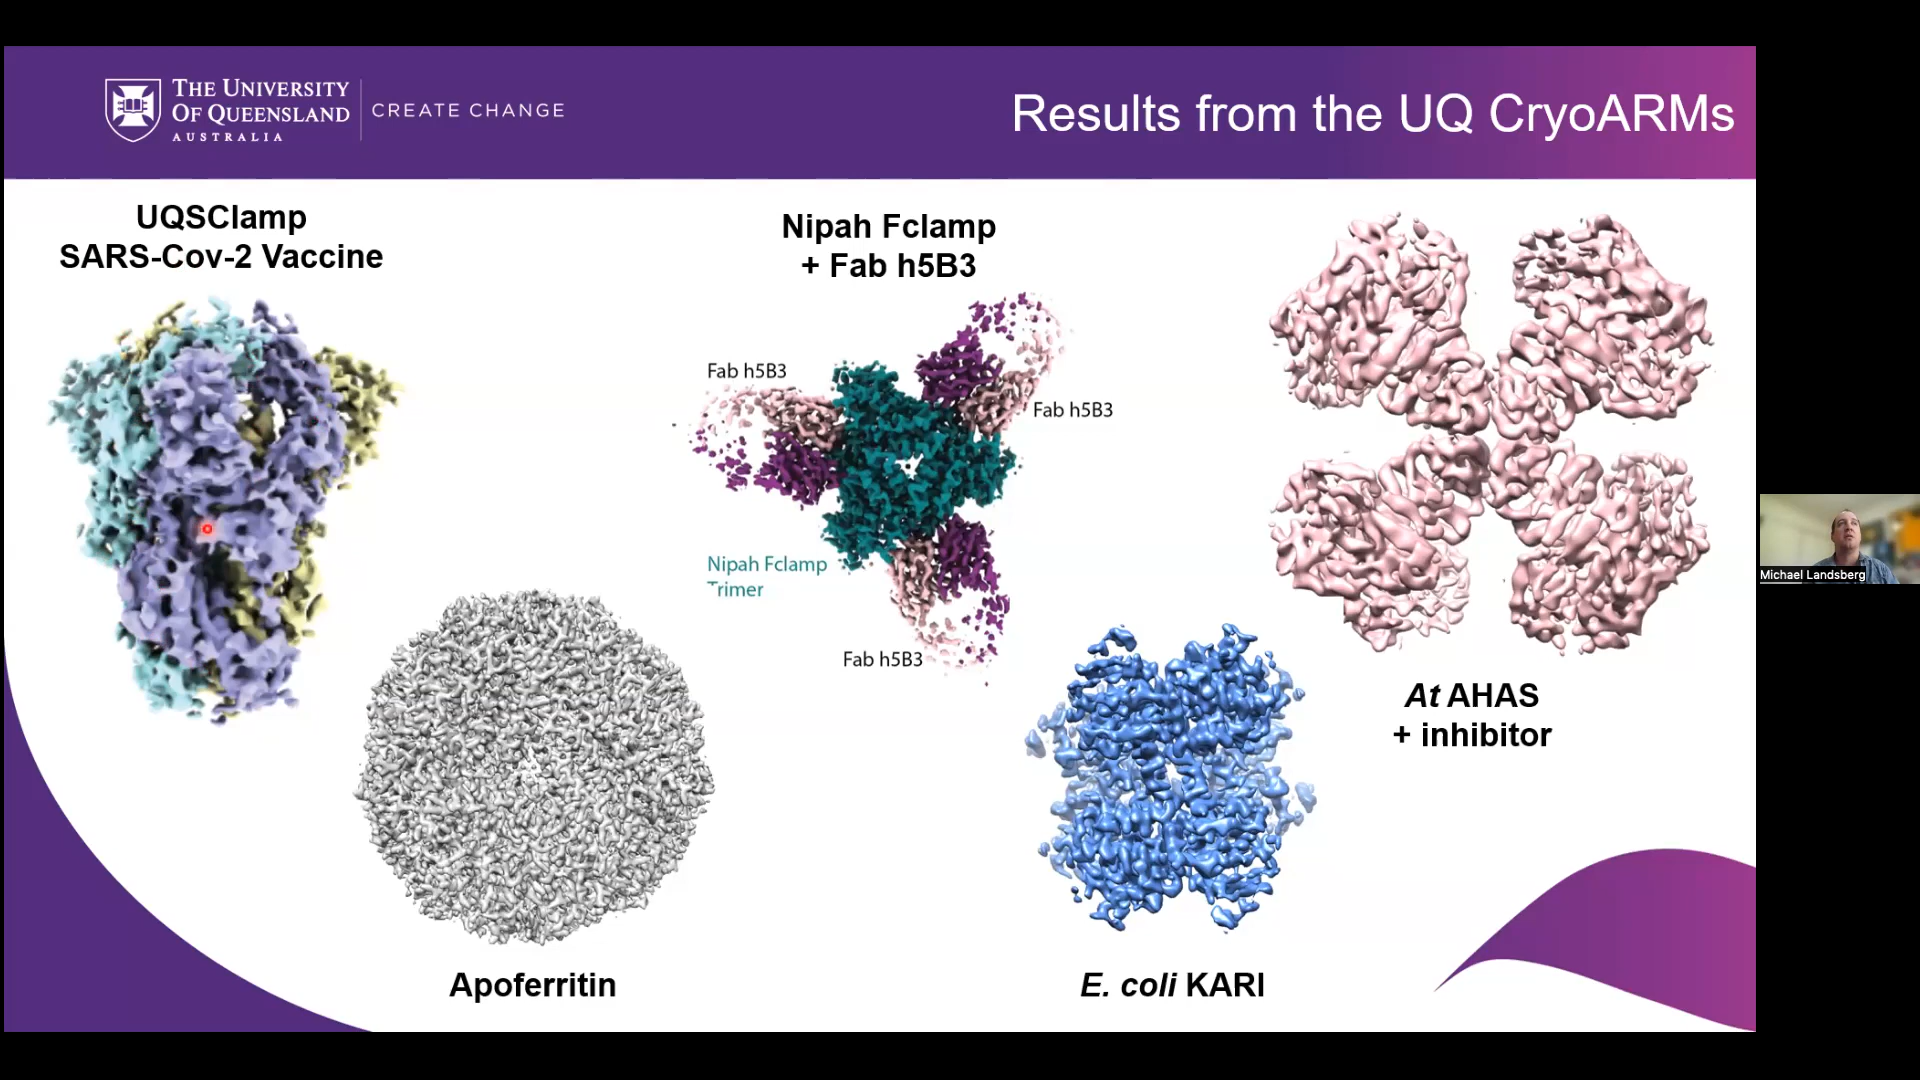 THE UNIVERSITY
OF QUEENSLAND
AUSTRALIA
CREATE CHANGE
Results from the UQ CryoARMs
UQSClamp
SARS-Cov-2 Vaccine
Nipah Fclamp
+ Fab h5B3
Fab h5B3
Fab h5B3
Nipah Fclamp
Trimer
Fab h5B3
At AHAS
+ inhibitor
Apoferritin
E. coli KARI
Michael Landsberg